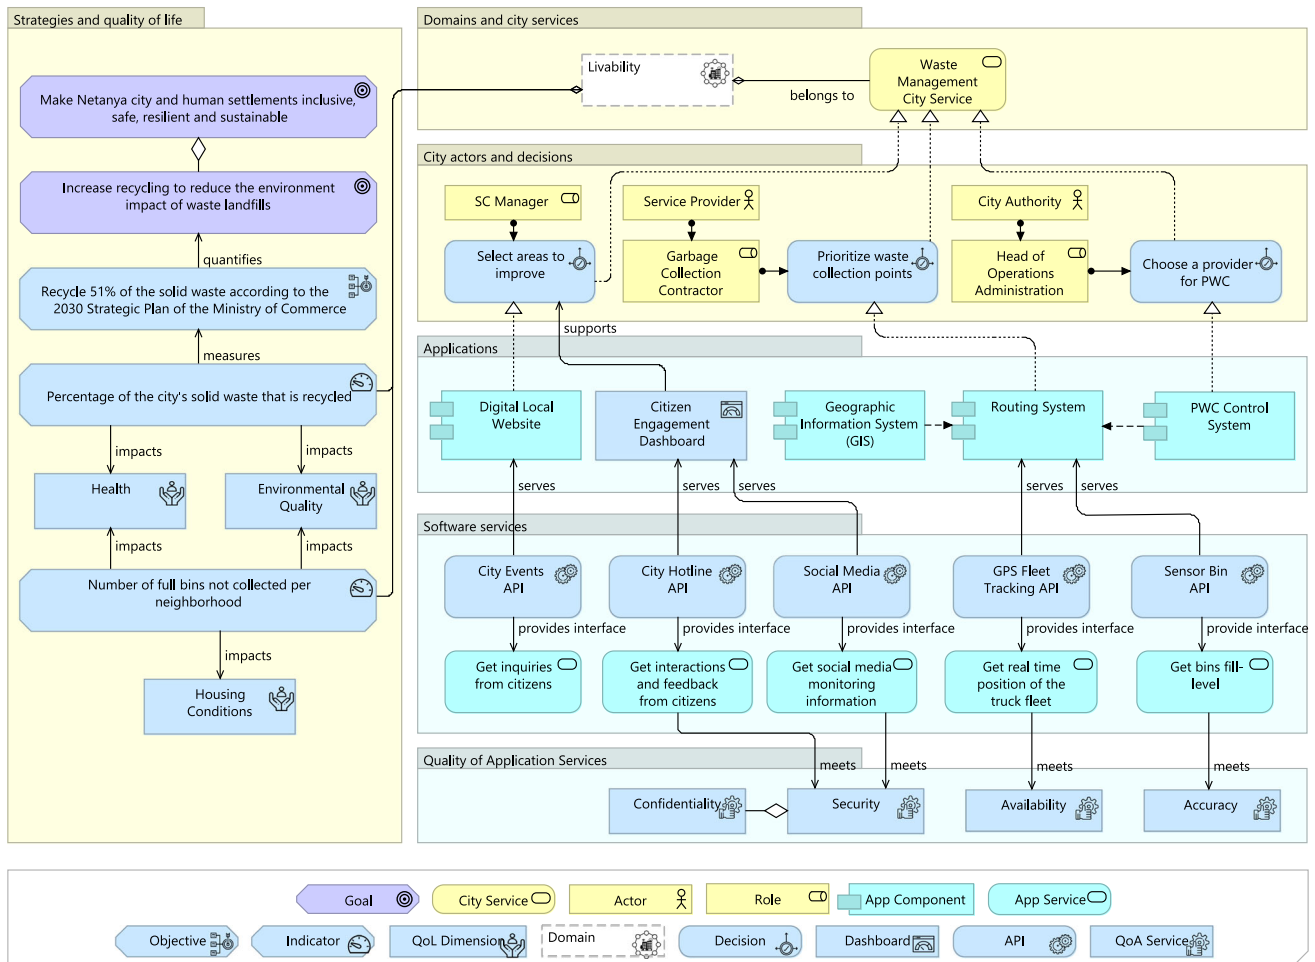 Strategies and quality of life
Make Netanya city and human settlements inclusive,
safe, resilient and sustainable
Increase recycling to reduce the environment
impact of waste landfills
quantifies
Recycle 51% of the solid waste according to the
2030 Strategic Plan of the Ministry of Commerce
measures
Percentage of the city's solid waste that is recycled
impacts
impacts
Health
Environmental
Quality
impacts
impacts
Number of full bins not collected per
neighborhood
impacts
Housing
Conditions
Domains and city services
Livability
belongs to
Waste
Management
City Service
City actors and decisions
SC Manager
Service Provider
City Authority
Select areas to
improve
Garbage
Collection
Contractor
Prioritize waste
collection points
Head of
Operations
Administration
Choose a provider
for PWC
supports
Applications
Digital Local
Website
Citizen
Engagement
Dashboard
Geographic
Information System
(GIS)
Routing System
PWC Control
System
serves
serves
serves
serves
serves
Software services
City Events
API
City Hotline
API
Social Media
API
GPS Fleet
Tracking API
Sensor Bin
API
provides interface
provides interface
provides interface
provides interface
provide interface
Get inquiries
from citizens
Get interactions
and feedback
from citizens
Get social media
monitoring
information
Get real time
position of the
truck fleet
Get bins fill-
level
Quality of Application Services
meets
meets
meets
meets
Confidentiality
Security
Availability
Accuracy
Goal
City Service
Actor
Role
App Component
App Service
Objective
Indicator
QoL Dimension
Domain
Decision
Dashboard
API
QoA Service